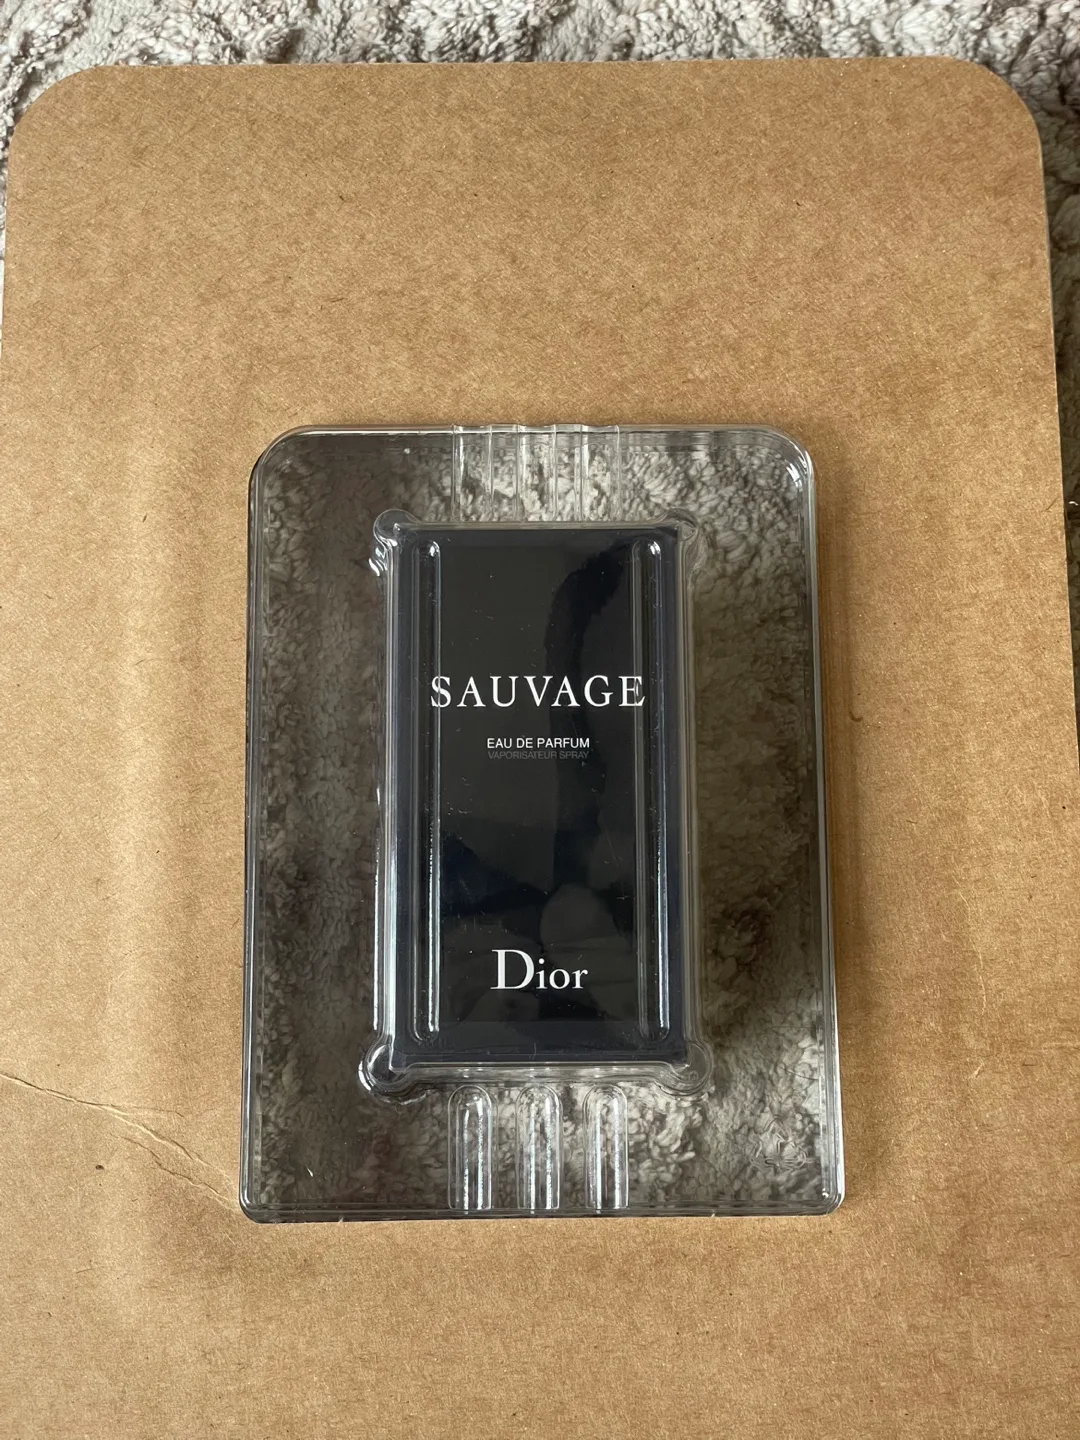 SAUVAGE
EAU DE PARFUM
VAPORISATEUR SPRAY
Dior